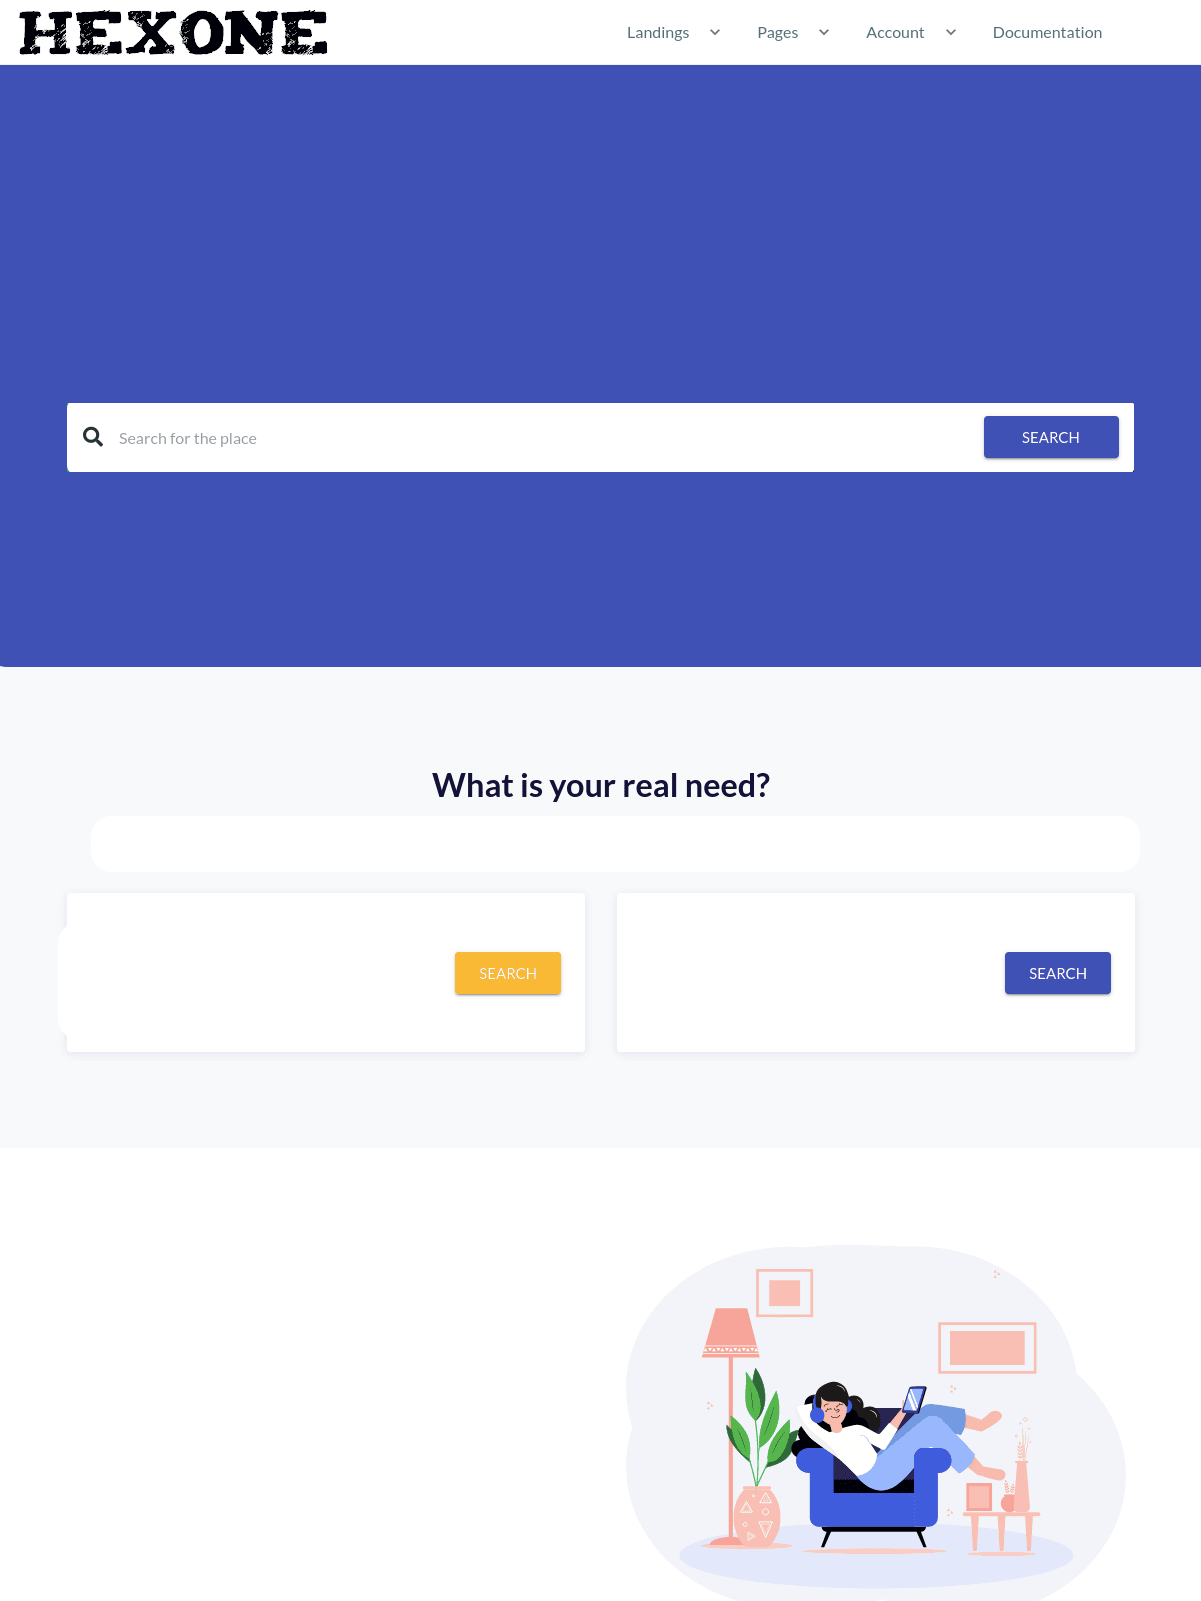 HEXONE
Landings Pages Account Documentation
Search for the place SEARCH
What is your real need?
SEARCH SEARCH